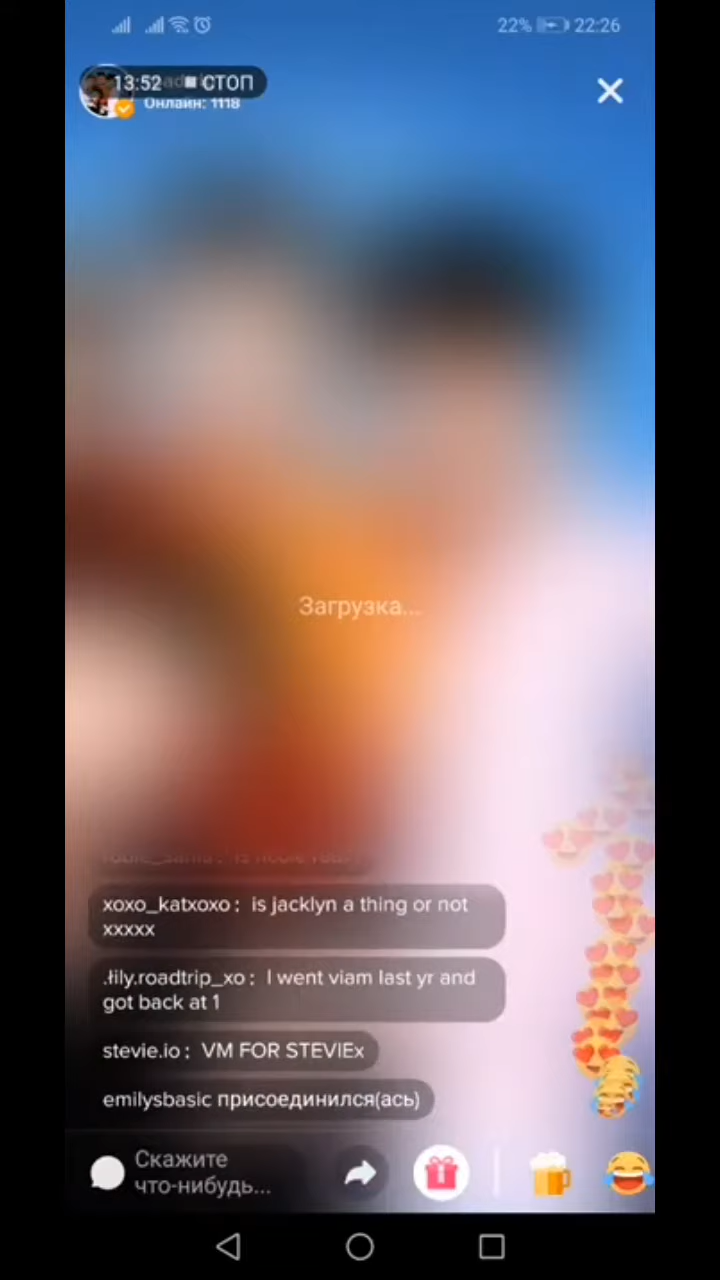 22% 22:26
13:52 СТОП
Онлайн: 1118
Загрузка...
xoxo_katxoxo : is jacklyn a thing or not
xxxxx
.łily.roadtrip_xo : I went viam last yr and
got back at 1
stevie.io : VM FOR STEVIEx
emilysbasic присоединился(ась)
Скажите
что-нибудь...